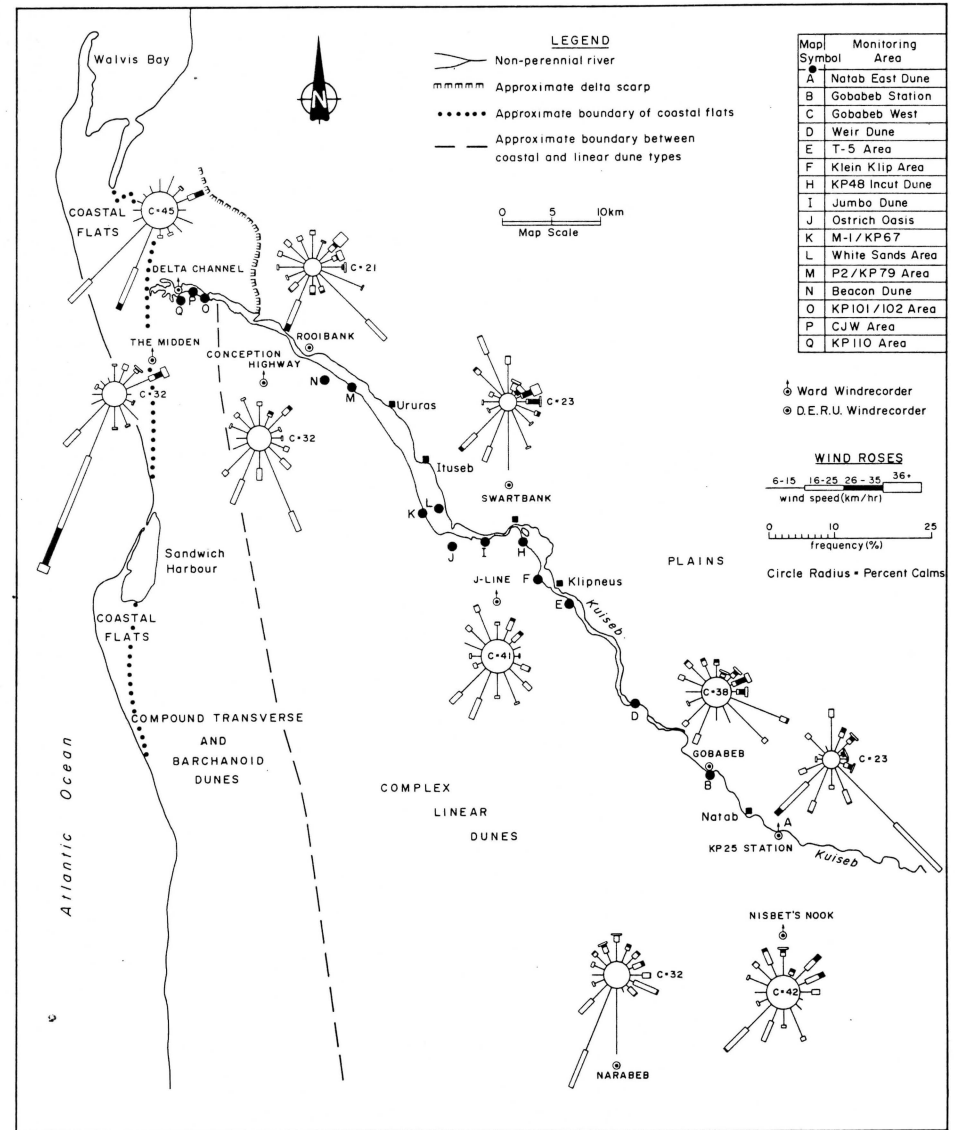 Walvis Bay
N
LEGEND
Non-perennial river
Approximate delta scarp
Approximate boundary of coastal flats
Approximate boundary between
coastal and linear dune types
0 5 10km
Map Scale
Map Symbol Monitoring Area
A Natab East Dune
B Gobabeb Station
C Gobabeb West
D Weir Dune
E T-5 Area
F Klein Klip Area
H KP48 Incut Dune
I Jumbo Dune
J Ostrich Oasis
K M-1/KP67
L White Sands Area
M P2/KP79 Area
N Beacon Dune
O KP101/102 Area
P CJW Area
Q KP110 Area
Ward Windrecorder
D.E.R.U. Windrecorder
WIND ROSES
6-15 16-25 26-35 36+
wind speed(km/hr)
0 10 25
frequency(%)
Circle Radius = Percent Calms
COASTAL
FLATS
C=45
DELTA CHANNEL
Q P O
C=21
THE MIDDEN
C=32
CONCEPTION
HIGHWAY
C=32
ROOIBANK
N
M
Ururas
C=23
SWARTBANK
Ituseb
L
K
J
I
H
F
Klipneus
E
PLAINS
Kuiseb
Sandwich
Harbour
J-LINE
C=41
COASTAL
FLATS
D
C=38
GOBABEB
B
C=23
Natab
A
KP25 STATION
Kuiseb
COMPOUND TRANSVERSE
AND
BARCHANOID
DUNES
COMPLEX
LINEAR
DUNES
Atlantic Ocean
NISBET'S NOOK
C=42
C=32
NARABEB